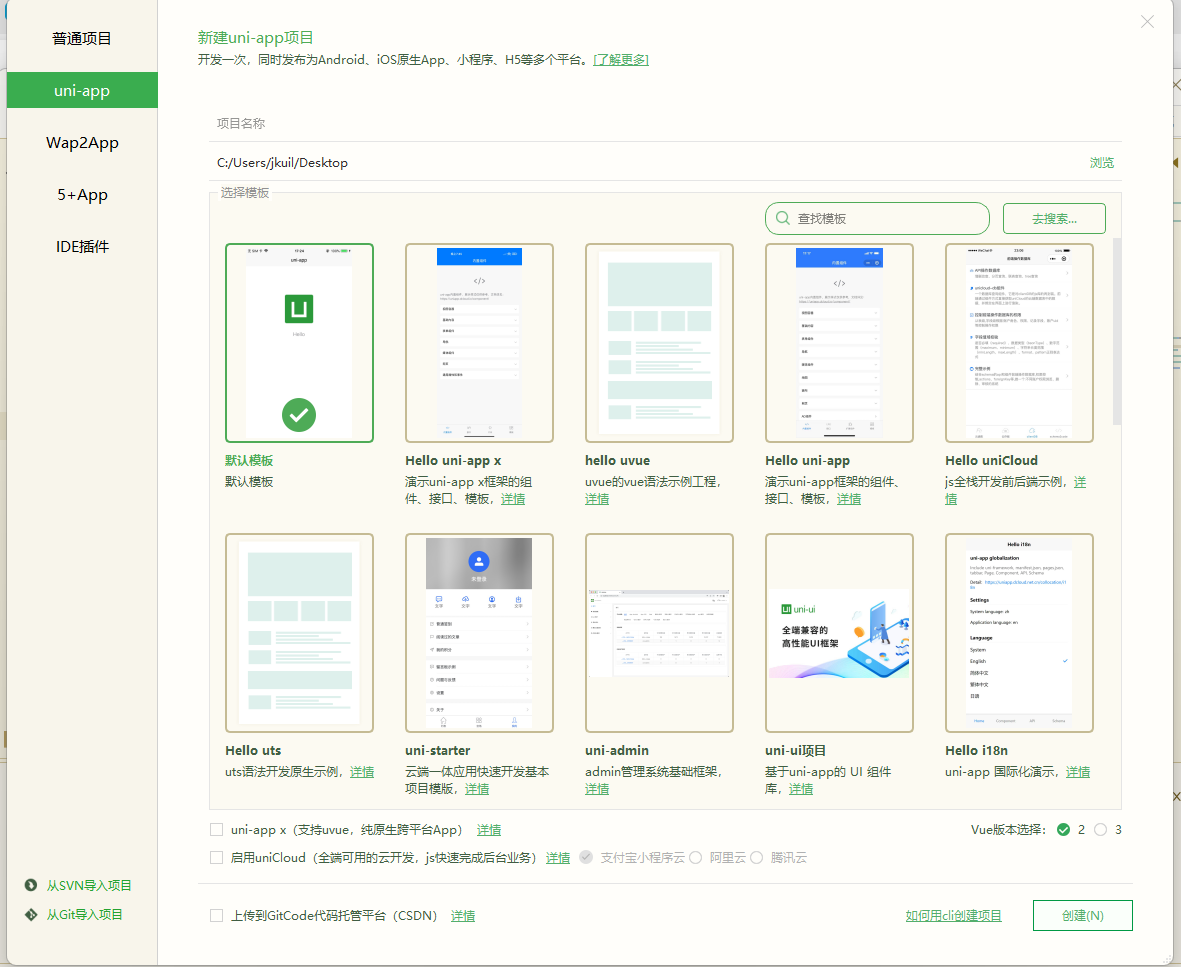 普通项目
uni-app
Wap2App
5+App
IDE插件
从SVN导入项目
从Git导入项目
新建uni-app项目
开发一次，同时发布为Android、iOS原生App、小程序、H5等多个平台。[了解更多]
项目名称
C:/Users/jkuil/Desktop
浏览
选择模板
查找模板
去搜索...
uni-app
Hello
默认模板
默认模板
Hello uni-app x
演示uni-app x框架的组
件、接口、模板，详情
hello uvue
uvue的vue语法示例工程，
详情
Hello uni-app
演示uni-app框架的组件、
接口、模板，详情
Hello uniCloud
js全栈开发前后端示例，详
情
Hello uts
uts语法开发原生示例，详情
uni-starter
云端一体应用快速开发基本
项目模版，详情
uni-admin
admin管理系统基础框架，
详情
uni-ui
全端兼容的
高性能UI框架
uni-ui项目
基于uni-app的 UI 组件
库，详情
Hello i18n
uni-app globalization
Settings
System language: zh
Application language: en
Language
System
English
简体中文
繁体中文
日語
Home
Component
API
Schema
Hello i18n
uni-app 国际化演示，详情
uni-app x（支持uvue，纯原生跨平台App） 详情
Vue版本选择： 2 3
启用uniCloud（全端可用的云开发，js快速完成后台业务） 详情 支付宝小程序云 阿里云 腾讯云
上传到GitCode代码托管平台（CSDN） 详情
如何用cli创建项目
创建(N)